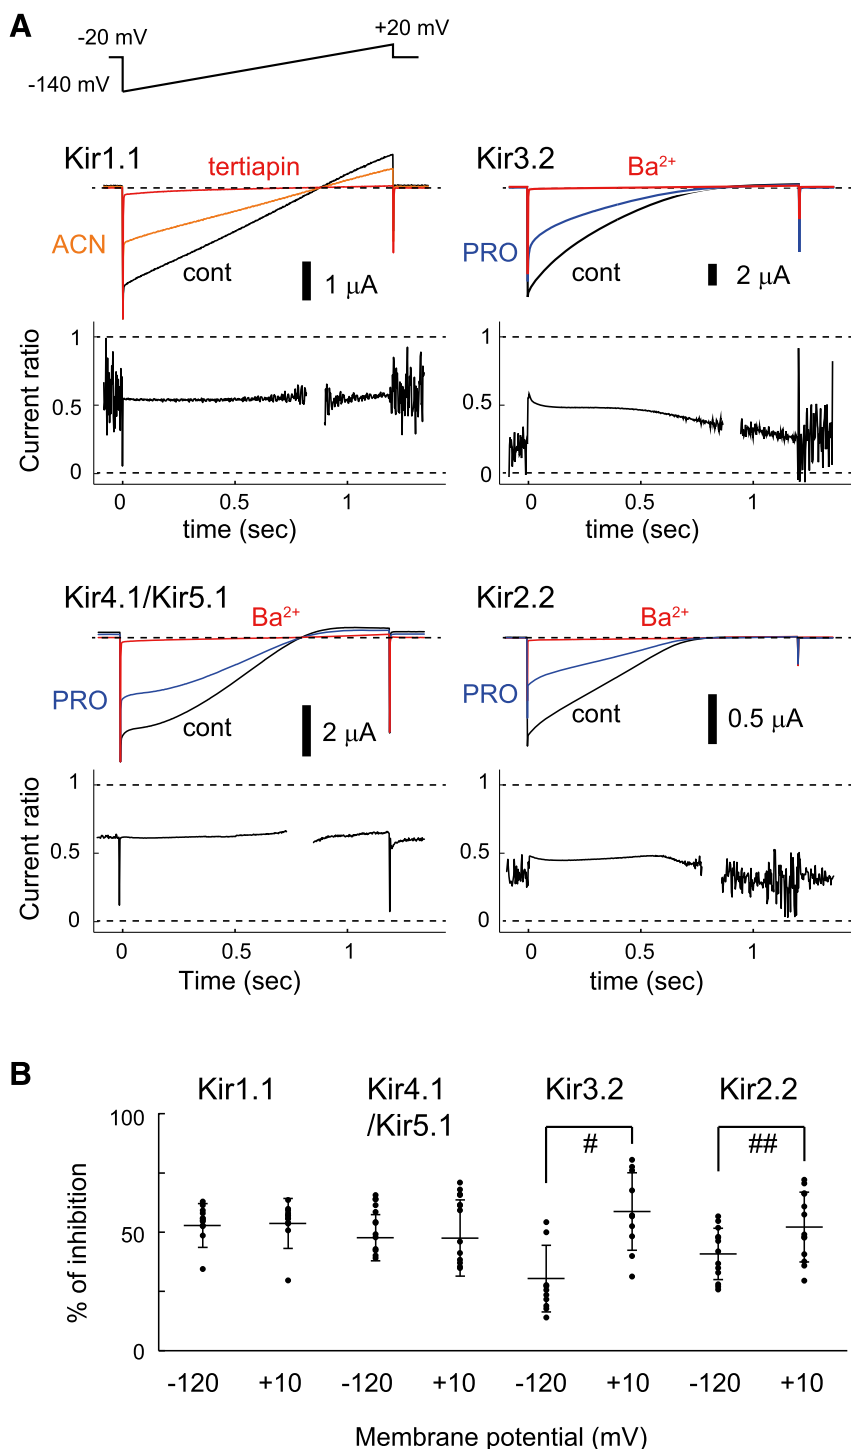 A
-20 mV
+20 mV
-140 mV
Kir1.1
tertiapin
ACN
cont
1 μA
Kir3.2
Ba²⁺
PRO
cont
2 μA
Current ratio
1
0.5
0
0
0.5
1
time (sec)
1
0.5
0
0
0.5
1
time (sec)
Kir4.1/Kir5.1
Ba²⁺
PRO
cont
2 μA
Kir2.2
Ba²⁺
PRO
cont
0.5 μA
Current ratio
1
0.5
0
0
0.5
1
Time (sec)
1
0.5
0
0
0.5
1
time (sec)
B
Kir1.1
Kir4.1
/Kir5.1
Kir3.2
Kir2.2
#
##
% of inhibition
100
50
0
-120 +10 -120 +10 -120 +10 -120 +10
Membrane potential (mV)